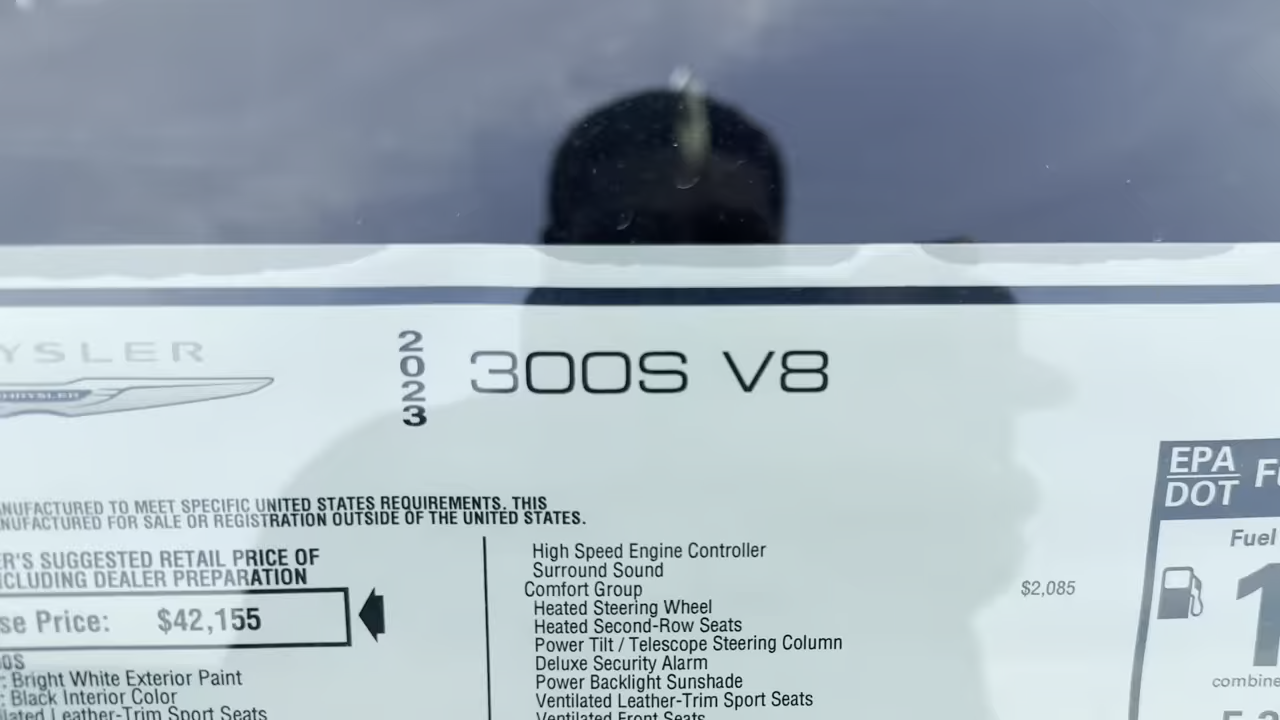 YSLER
CHRYSLER
2023
300S V8
NUFACTURED TO MEET SPECIFIC UNITED STATES REQUIREMENTS. THIS
NUFACTURED FOR SALE OR REGISTRATION OUTSIDE OF THE UNITED STATES.
ER'S SUGGESTED RETAIL PRICE OF
CLUDING DEALER PREPARATION
se Price: $42,155
00S
: Bright White Exterior Paint
: Black Interior Color
ilated Leather-Trim Sport Seats
High Speed Engine Controller
Surround Sound
Comfort Group $2,085
Heated Steering Wheel
Heated Second-Row Seats
Power Tilt / Telescope Steering Column
Deluxe Security Alarm
Power Backlight Sunshade
Ventilated Leather-Trim Sport Seats
Ventilated Front Seats
EPA
DOT
Fuel
combine